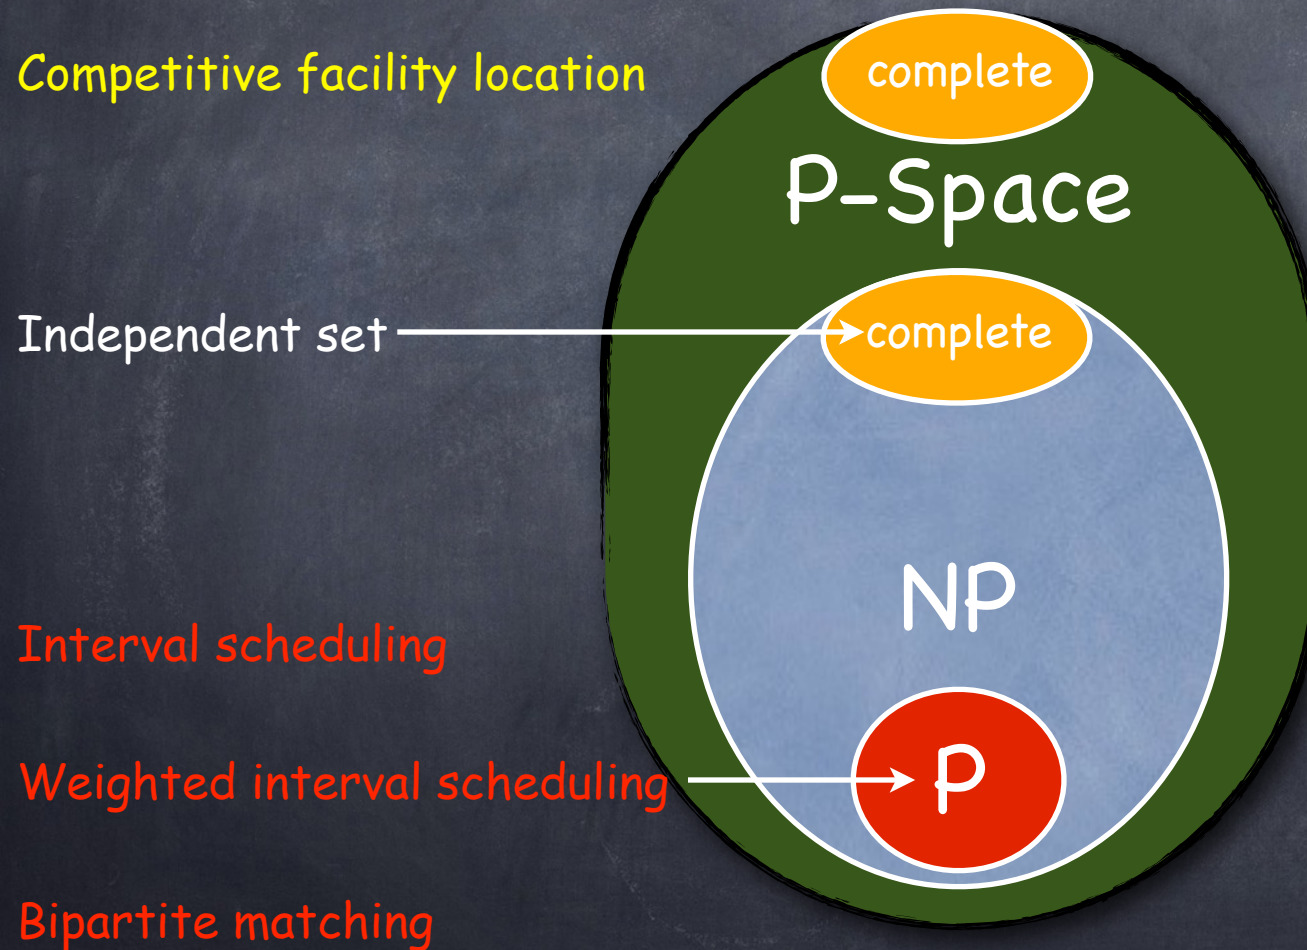 Competitive facility location
complete
P-Space
Independent set
complete
NP
Interval scheduling
Weighted interval scheduling
P
Bipartite matching